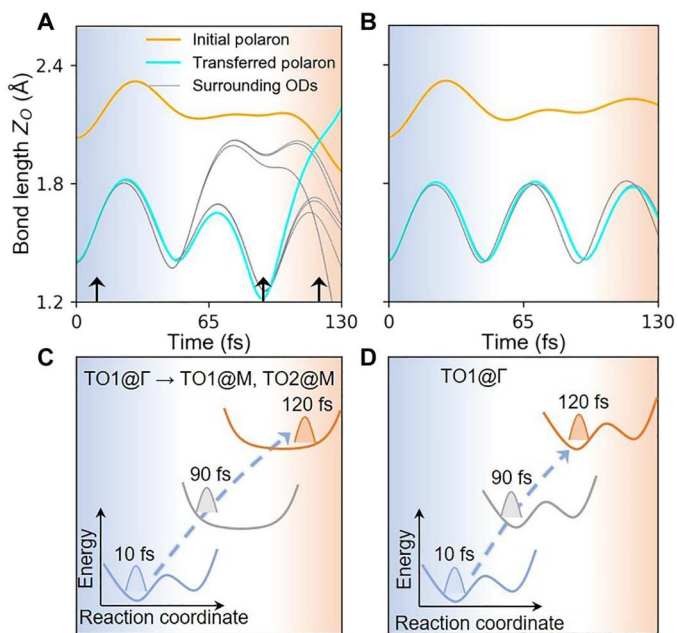 A
B
Initial polaron
Transferred polaron
Surrounding ODs
Bond length Z_O (Å)
2.4
1.8
1.2
0
65
130
Time (fs)
0
65
130
Time (fs)
C
D
TO1@Γ → TO1@M, TO2@M
TO1@Γ
120 fs
90 fs
10 fs
Energy
Reaction coordinate
120 fs
90 fs
10 fs
Energy
Reaction coordinate